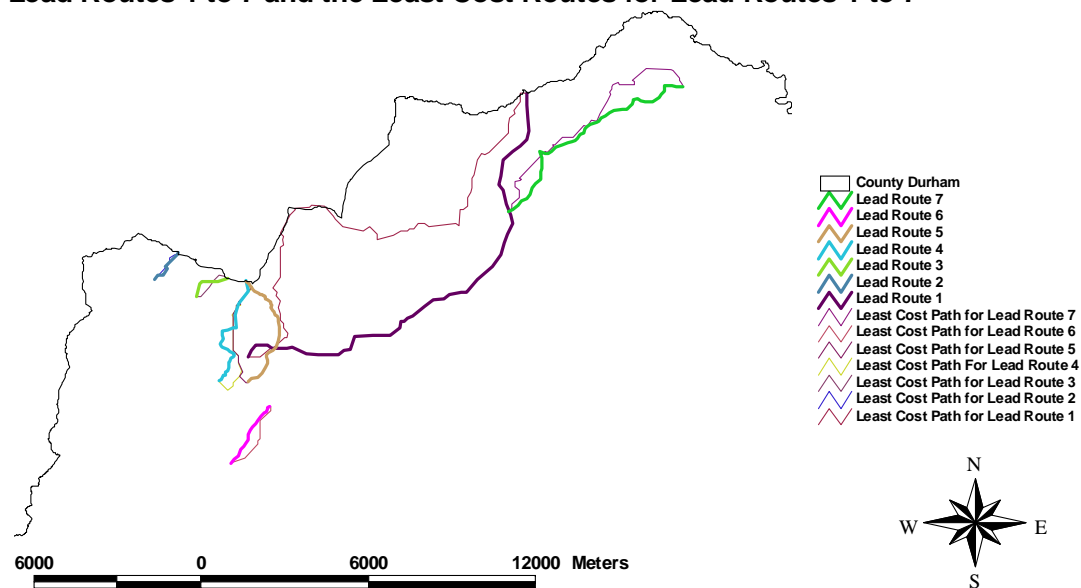 County Durham
Lead Route 7
Lead Route 6
Lead Route 5
Lead Route 4
Lead Route 3
Lead Route 2
Lead Route 1
Least Cost Path for Lead Route 7
Least Cost Path for Lead Route 6
Least Cost Path for Lead Route 5
Least Cost Path For Lead Route 4
Least Cost Path for Lead Route 3
Least Cost Path for Lead Route 2
Least Cost Path for Lead Route 1
N
W E
S
6000 0 6000 12000 Meters